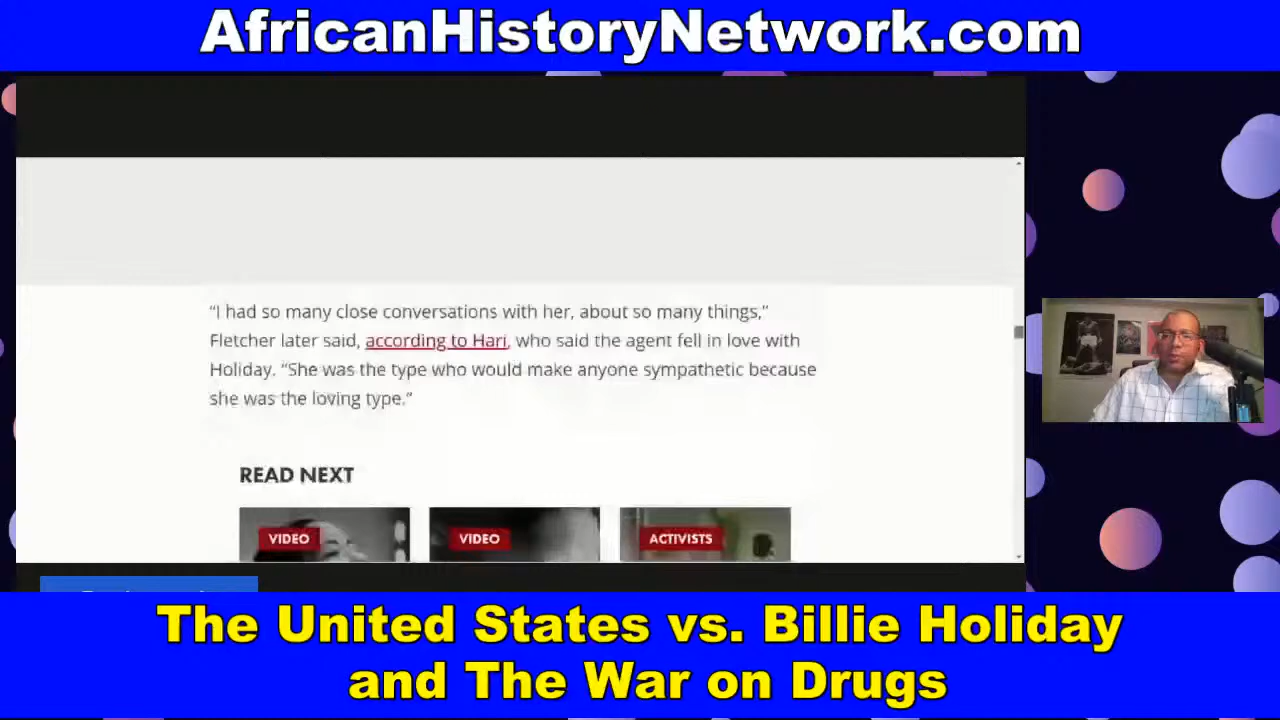 AfricanHistoryNetwork.com
“I had so many close conversations with her, about so many things,”
Fletcher later said, according to Hari, who said the agent fell in love with
Holiday. “She was the type who would make anyone sympathetic because
she was the loving type.”
READ NEXT
VIDEO
VIDEO
ACTIVISTS
The United States vs. Billie Holiday
and The War on Drugs